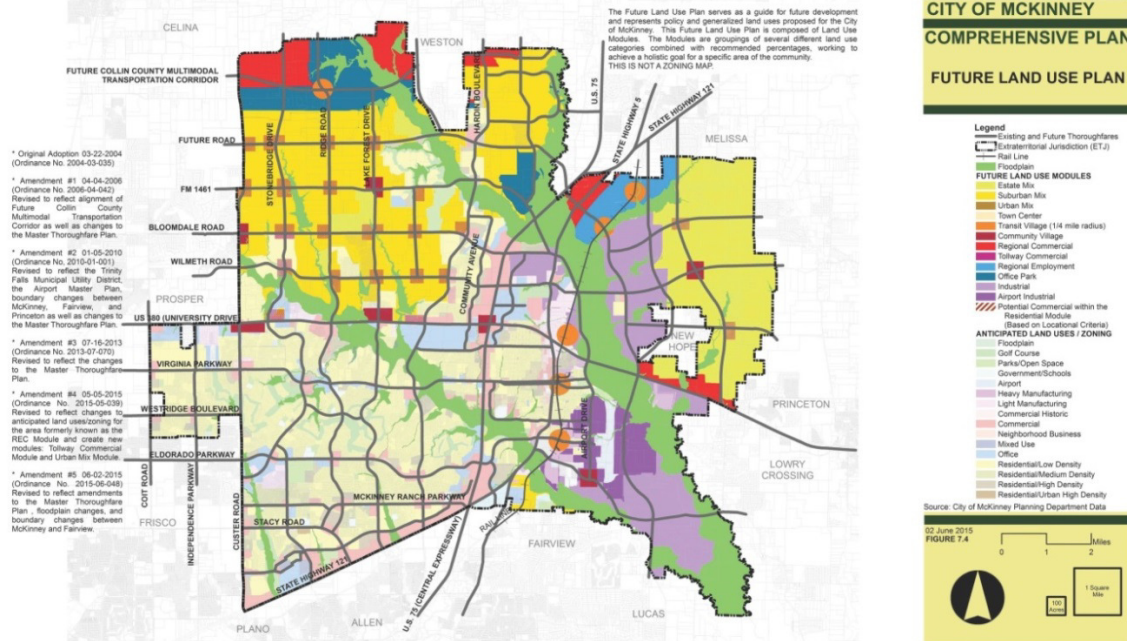 CELINA
WESTON
The Future Land Use Plan serves as a guide for future development
and represents policy and generalized land uses proposed for the City
of McKinney. This Future Land Use Plan is composed of Land Use
Modules. The Modules are groupings of several different land use
categories combined with recommended percentages, working to
achieve a holistic goal for a specific area of the community.
THIS IS NOT A ZONING MAP.
FUTURE COLLIN COUNTY MULTIMODAL
TRANSPORTATION CORRIDOR
HARDIN BOULEVARD
U.S. 75
STATE HIGHWAY 5
STATE HIGHWAY 121
MELISSA
STONEBRIDGE DRIVE
RIDGE ROAD
LAKE FOREST DRIVE
FUTURE ROAD
FM 1461
BLOOMDALE ROAD
WILMETH ROAD
COMMUNITY AVENUE
PROSPER
US 380 (UNIVERSITY DRIVE)
NEW
HOPE
VIRGINIA PARKWAY
WESTRIDGE BOULEVARD
ELDORADO PARKWAY
AIRPORT DRIVE
PRINCETON
LOWRY
CROSSING
COIT ROAD
INDEPENDENCE PARKWAY
CUSTER ROAD
MCKINNEY RANCH PARKWAY
STACY ROAD
FRISCO
STATE HIGHWAY 121
U.S. 75 (CENTRAL EXPRESSWAY)
FAIRVIEW
LUCAS
ALLEN
PLANO
* Original Adoption 03-22-2004
(Ordinance No. 2004-03-035)
* Amendment #1 04-04-2006
(Ordinance No. 2006-04-042)
Revised to reflect alignment of
Future Collin County
Multimodal Transportation
Corridor as well as changes to
the Master Thoroughfare Plan.
* Amendment #2 01-05-2010
(Ordinance No. 2010-01-001)
Revised to reflect the Trinity
Falls Municipal Utility District,
the Airport Master Plan,
boundary changes between
McKinney, Fairview, and
Princeton as well as changes to
the Master Thoroughfare Plan.
* Amendment #3 07-16-2013
(Ordinance No. 2013-07-070)
Revised to reflect the changes
to the Master Thoroughfare
Plan.
* Amendment #4 05-05-2015
(Ordinance No. 2015-05-039)
Revised to reflect changes to
anticipated land uses/zoning for
the area formerly known as the
REC Module and create new
modules: Tollway Commercial
Module and Urban Mix Module.
* Amendment #5 06-02-2015
(Ordinance No. 2015-06-048)
Revised to reflect amendments
to the Master Thoroughfare
Plan , floodplain changes, and
boundary changes between
McKinney and Fairview.
CITY OF MCKINNEY
COMPREHENSIVE PLAN
FUTURE LAND USE PLAN
Legend
Existing and Future Thoroughfares
Extraterritorial Jurisdiction (ETJ)
Rail Line
Floodplain
FUTURE LAND USE MODULES
Estate Mix
Suburban Mix
Urban Mix
Town Center
Transit Village (1/4 mile radius)
Community Village
Regional Commercial
Tollway Commercial
Regional Employment
Office Park
Industrial
Airport Industrial
Potential Commercial within the
Residential Module
(Based on Locational Criteria)
ANTICIPATED LAND USES / ZONING
Floodplain
Golf Course
Parks/Open Space
Government/Schools
Airport
Heavy Manufacturing
Light Manufacturing
Commercial Historic
Commercial
Neighborhood Business
Mixed Use
Office
Residential/Low Density
Residential/Medium Density
Residential/High Density
Residential/Urban High Density
Source: City of McKinney Planning Department Data
02 June 2015
FIGURE 7.4
Miles
0 1 2
100
Acres
1 Square
Mile